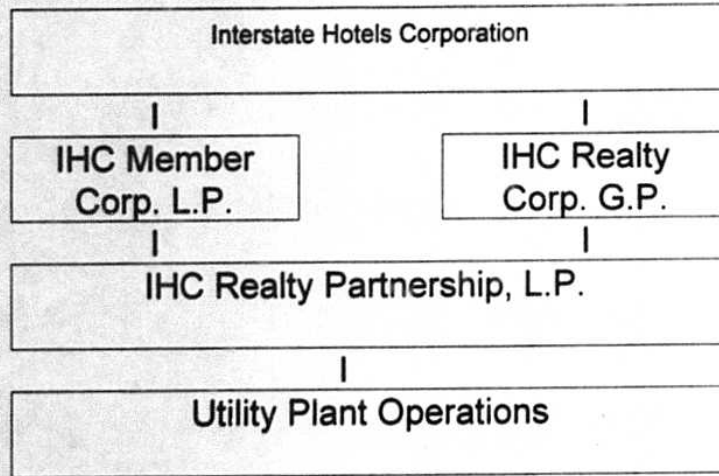 Interstate Hotels Corporation
IHC Member
Corp. L.P.
IHC Realty
Corp. G.P.
IHC Realty Partnership, L.P.
Utility Plant Operations